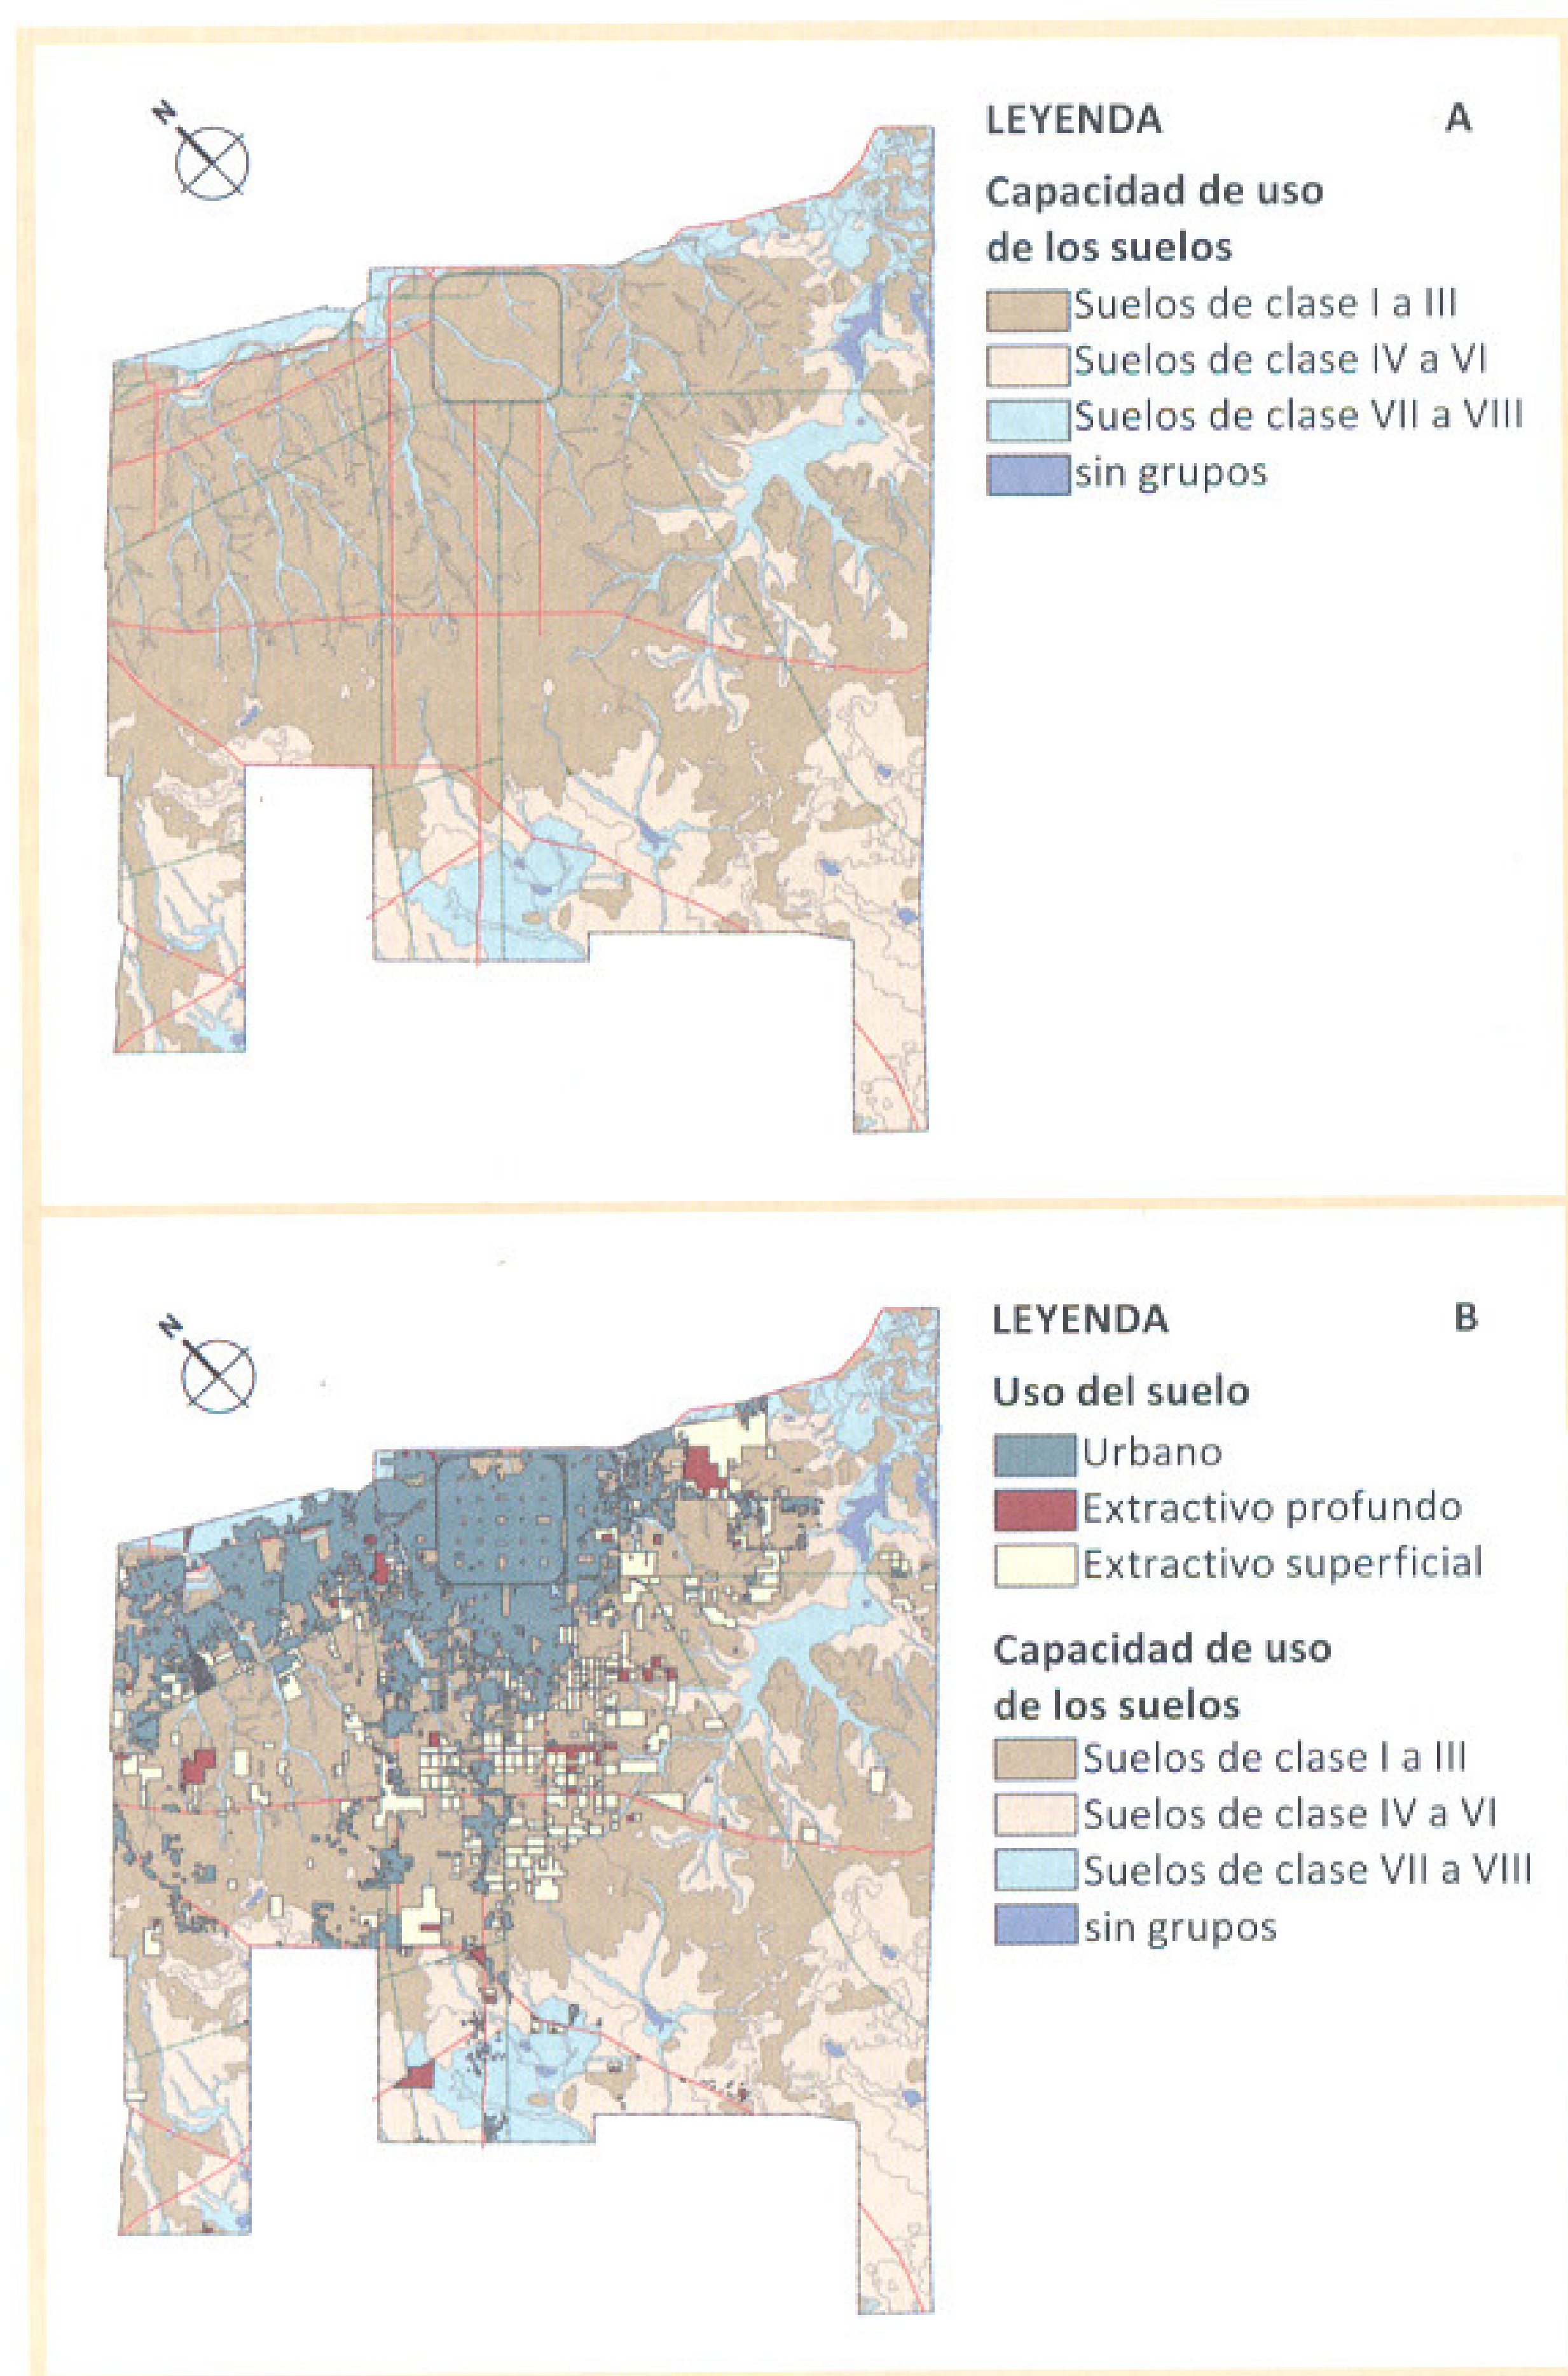 N
LEYENDA A
Capacidad de uso
de los suelos
Suelos de clase I a III
Suelos de clase IV a VI
Suelos de clase VII a VIII
sin grupos
N
LEYENDA B
Uso del suelo
Urbano
Extractivo profundo
Extractivo superficial
Capacidad de uso
de los suelos
Suelos de clase I a III
Suelos de clase IV a VI
Suelos de clase VII a VIII
sin grupos